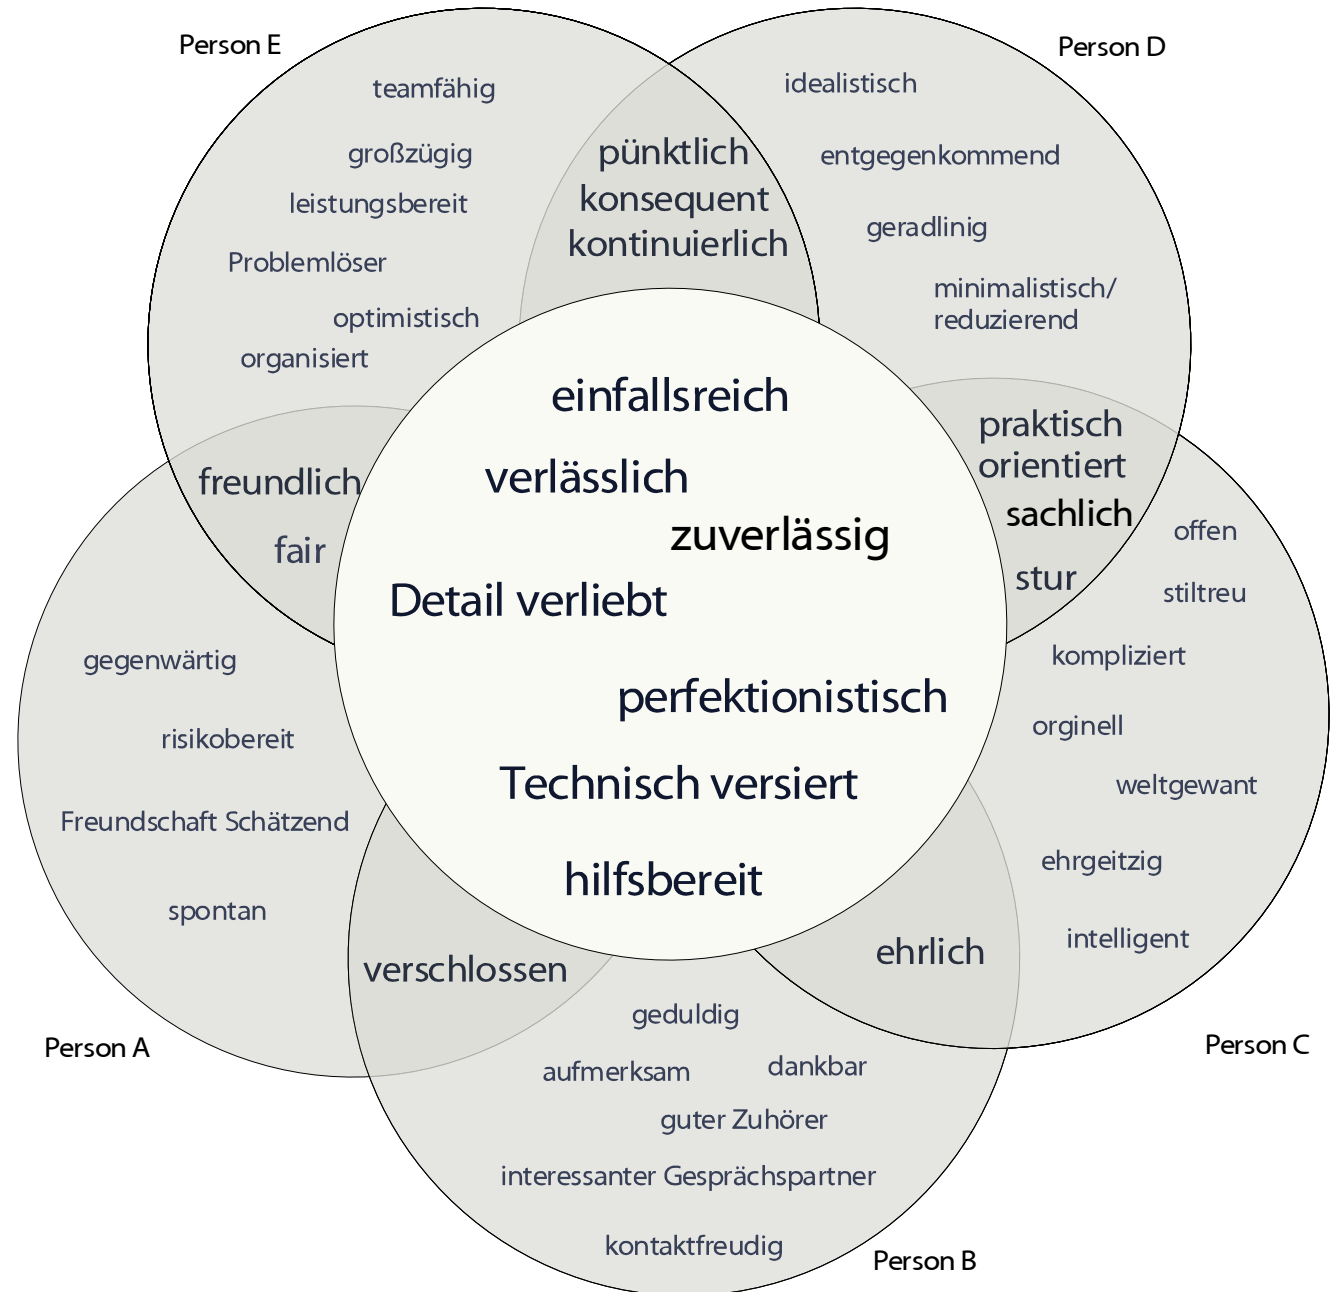 Person E
Person D
teamfähig
großzügig
leistungsbereit
Problemlöser
optimistisch
organisiert
pünktlich
konsequent
kontinuierlich
idealistisch
entgegenkommend
geradlinig
minimalistisch/
reduzierend
freundlich
fair
einfallsreich
verlässlich
zuverlässig
Detail verliebt
perfektionistisch
Technisch versiert
hilfsbereit
praktisch
orientiert
sachlich
stur
offen
stiltreu
kompliziert
orginell
weltgewant
ehrgeitzig
intelligent
gegenwärtig
risikobereit
Freundschaft Schätzend
spontan
verschlossen
ehrlich
Person A
Person C
geduldig
aufmerksam
dankbar
guter Zuhörer
interessanter Gesprächspartner
kontaktfreudig
Person B